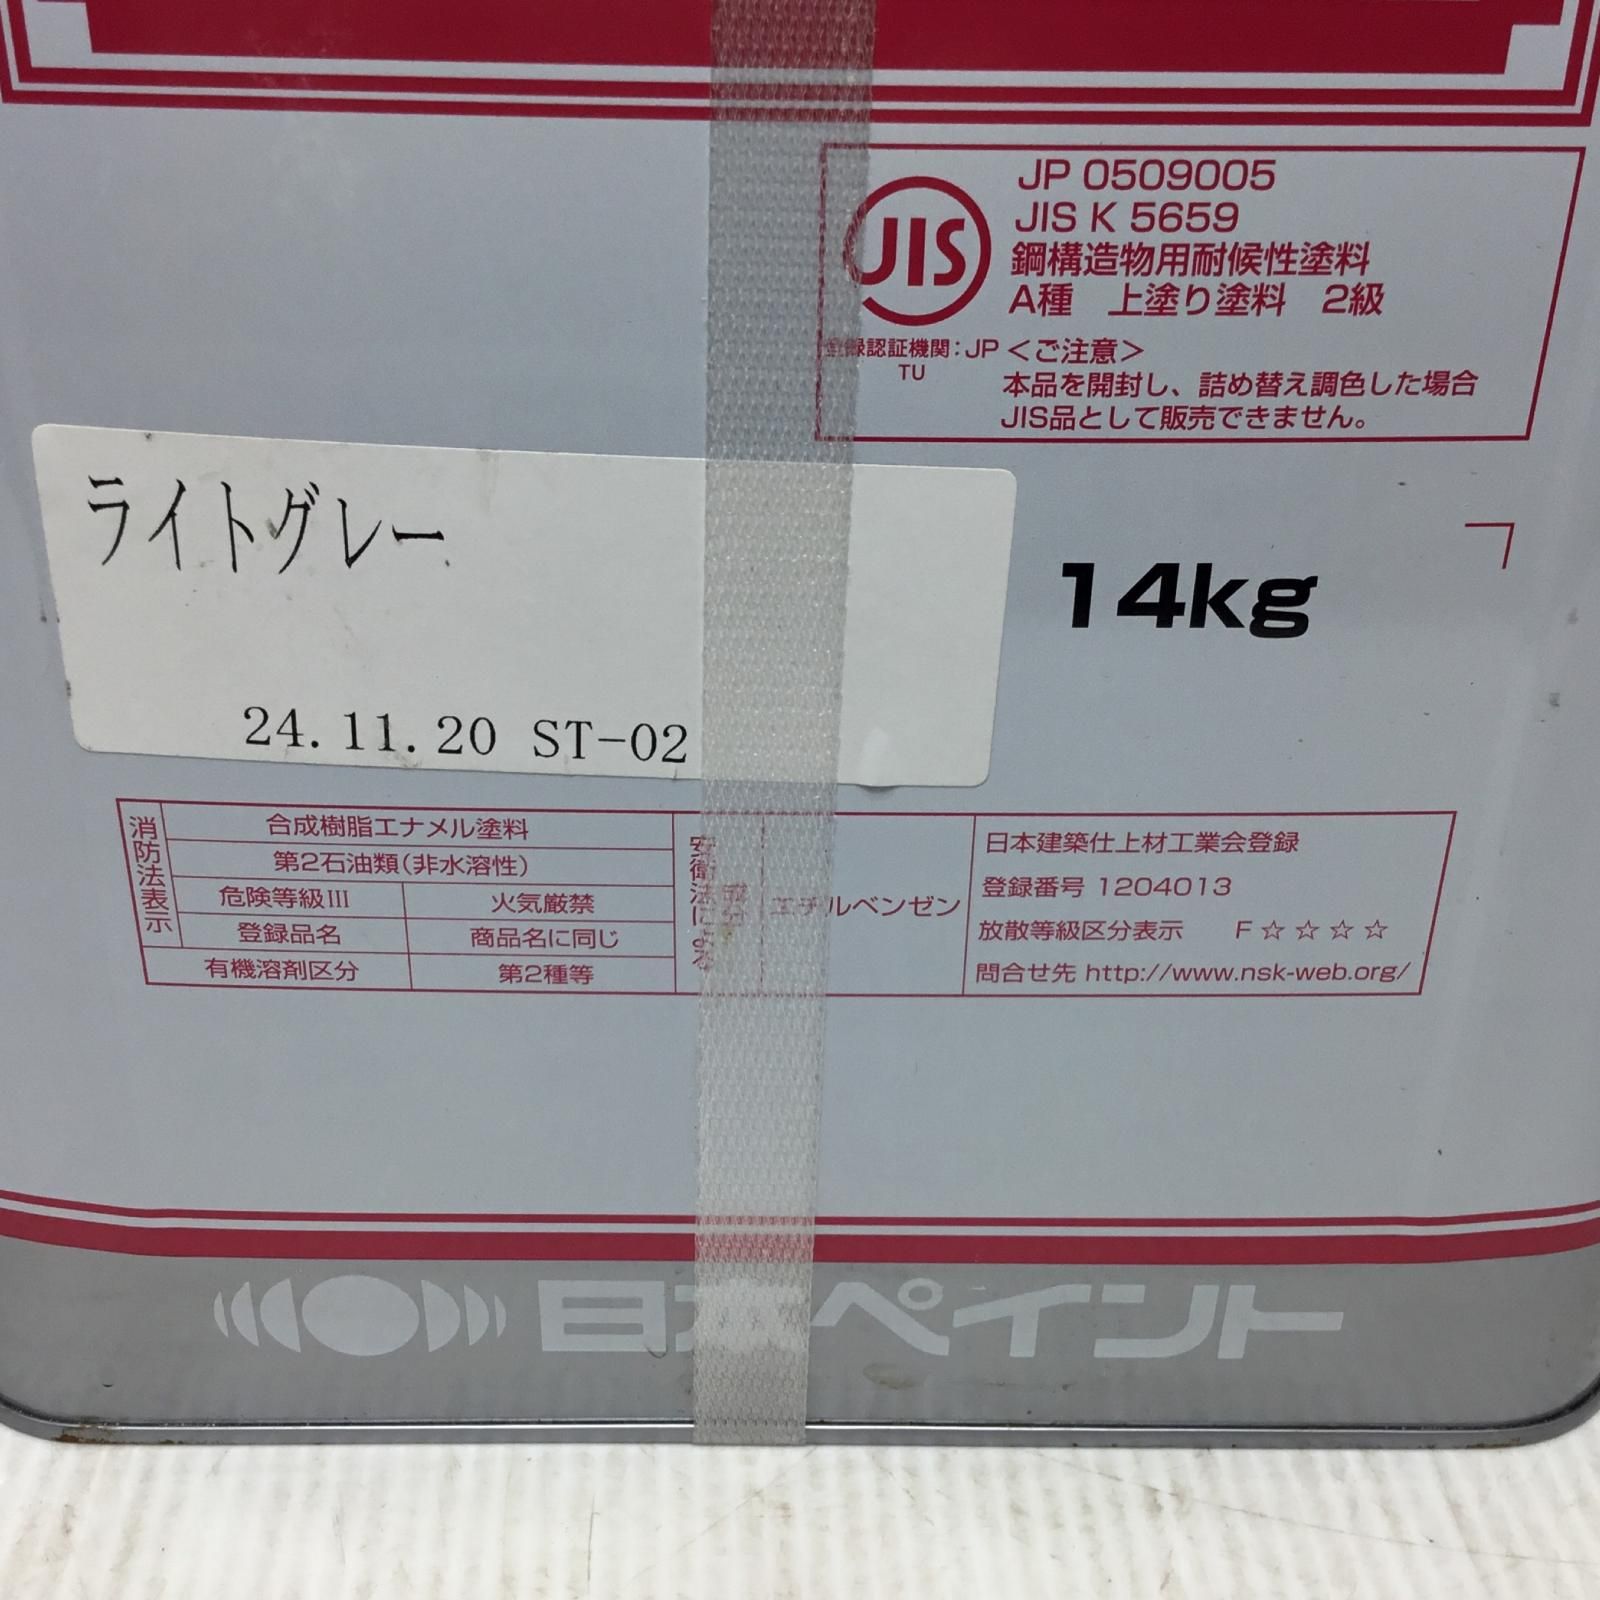 JIS
JP 0509005
JIS K 5659
鋼構造物用耐候性塗料
A種 上塗り塗料 2級
登録認証機関:JP
TU
<ご注意>
本品を開封し、詰め替え調色した場合
JIS品として販売できません。
ライトグレー
24.11.20 ST-02
14kg
消防法表示
合成樹脂エナメル塗料
第2石油類(非水溶性)
危険等級III 火気厳禁
登録品名 商品名に同じ
有機溶剤区分 第2種等
安衛法による
エチルベンゼン
日本建築仕上材工業会登録
登録番号 1204013
放散等級区分表示 F☆☆☆☆
問合せ先 http://www.nsk-web.org/
日本ペイント